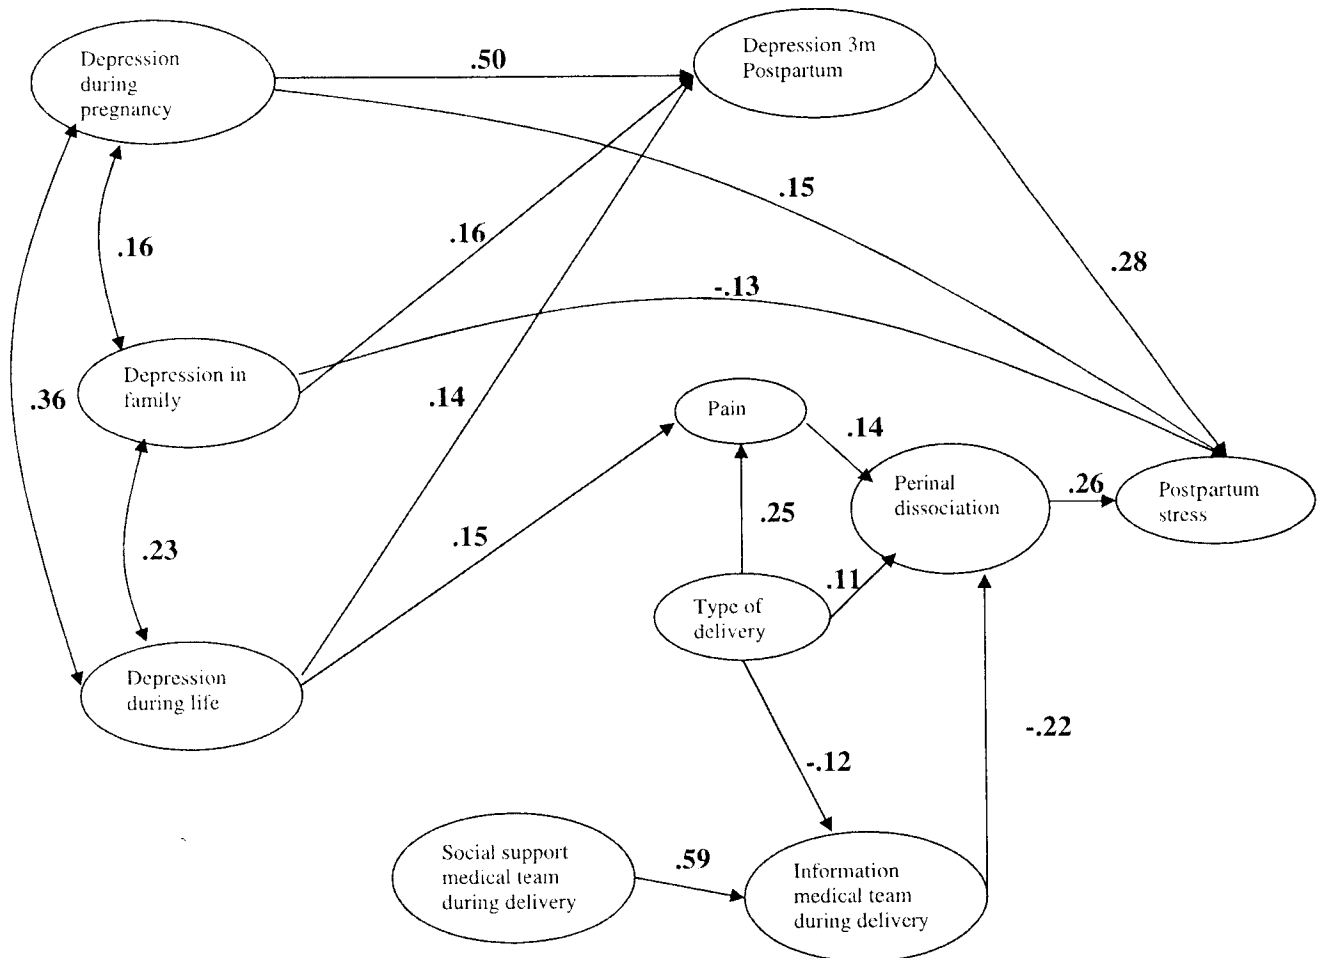 Depression
during
pregnancy
.50
Depression 3m
Postpartum
.15
.16
.16
.28
-.13
Depression in
family
.36
.14
Pain
.14
Perinal
dissociation
.26
Postpartum
stress
.25
.15
.23
.11
Type of
delivery
Depression
during life
-.22
-.12
Social support
medical team
during delivery
.59
Information
medical team
during delivery